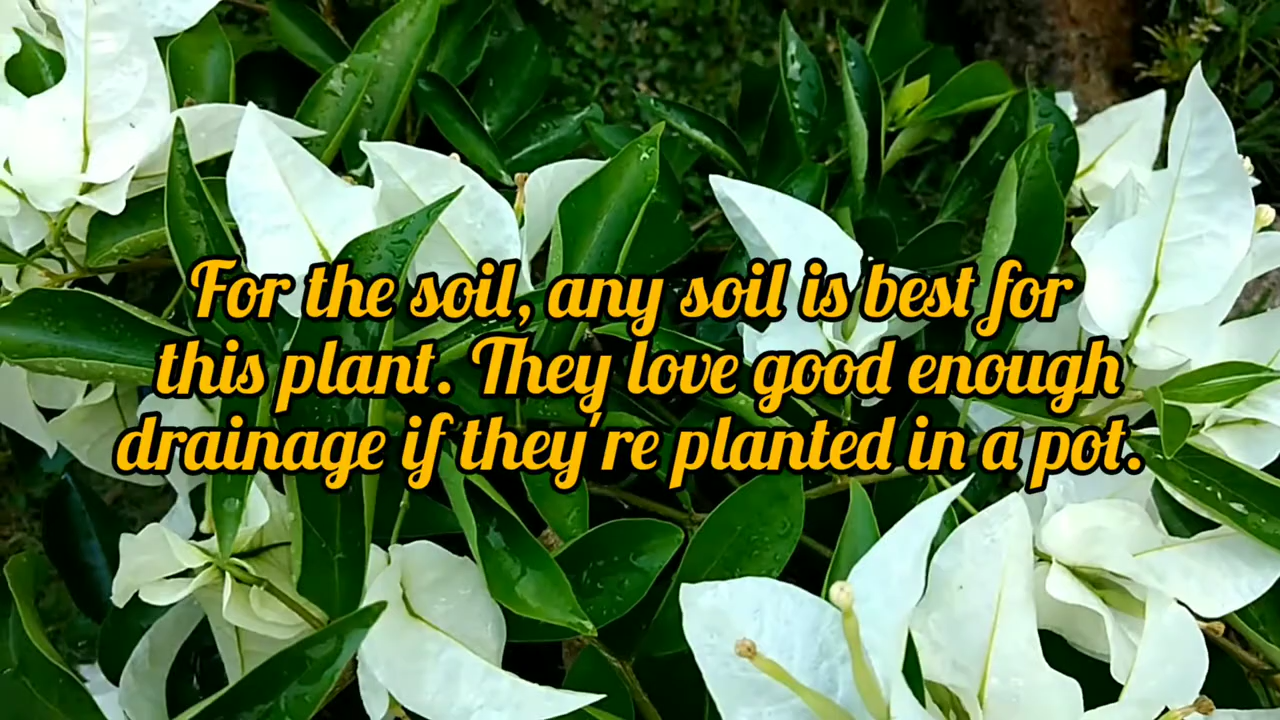 For the soil, any soil is best for
this plant. They love good enough
drainage if they're planted in a pot.